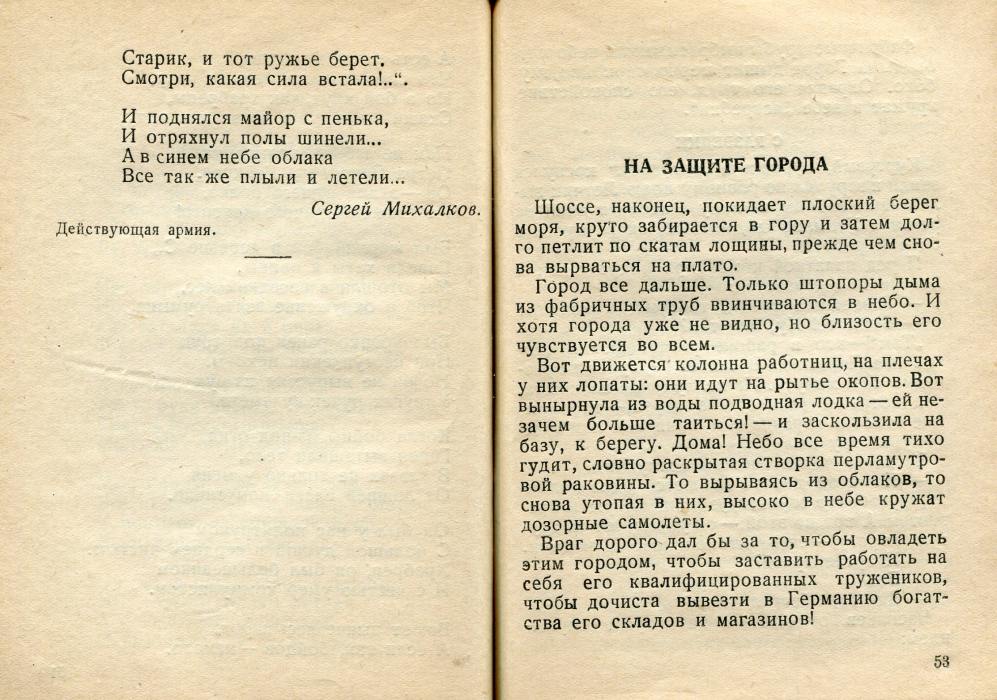 Старик, и тот ружье берет.
Смотри, какая сила встала!..“.
И поднялся майор с пенька,
И отряхнул полы шинели...
А в синем небе облака
Все так же плыли и летели...
Сергей Михалков.
Действующая армия.
НА ЗАЩИТЕ ГОРОДА
Шоссе, наконец, покидает плоский берег
моря, круто забирается в гору и затем дол-
го петлит по скатам лощины, прежде чем сно-
ва вырваться на плато.
Город все дальше. Только штопоры дыма
из фабричных труб ввинчиваются в небо. И
хотя города уже не видно, но близость его
чувствуется во всем.
Вот движется колонна работниц, на плечах
у них лопаты: они идут на рытье окопов. Вот
вынырнула из воды подводная лодка — ей не-
зачем больше таиться! — и заскользила на
базу, к берегу. Дома! Небо все время тихо
гудит, словно раскрытая створка перламутро-
вой раковины. То вырываясь из облаков, то
снова утопая в них, высоко в небе кружат
дозорные самолеты.
Враг дорого дал бы за то, чтобы овладеть
этим городом, чтобы заставить работать на
себя его квалифицированных тружеников,
чтобы дочиста вывезти в Германию богат-
ства его складов и магазинов!
53